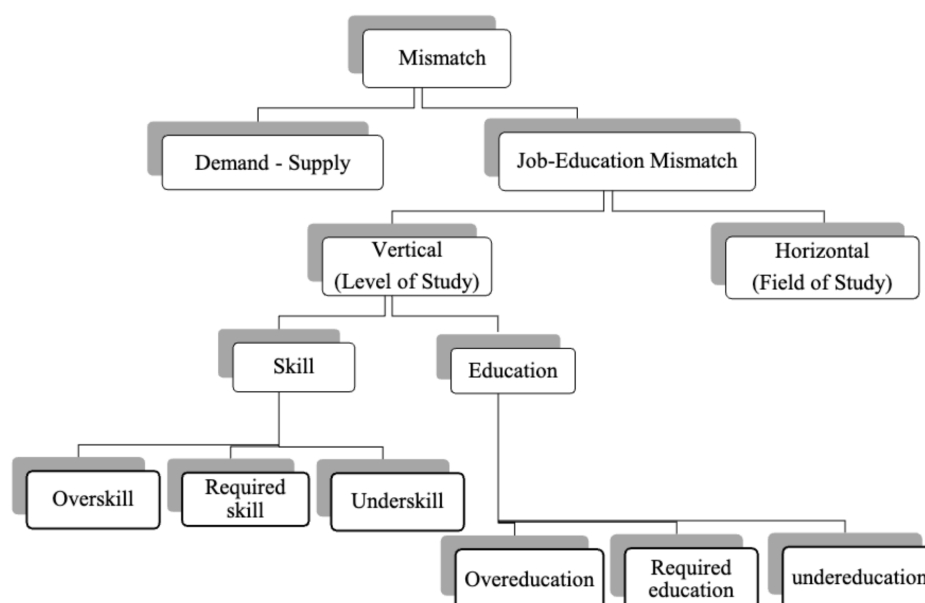 Mismatch
Demand - Supply
Job-Education Mismatch
Vertical
(Level of Study)
Horizontal
(Field of Study)
Skill
Education
Overskill
Required
skill
Underskill
Overeducation
Required
education
undereducation